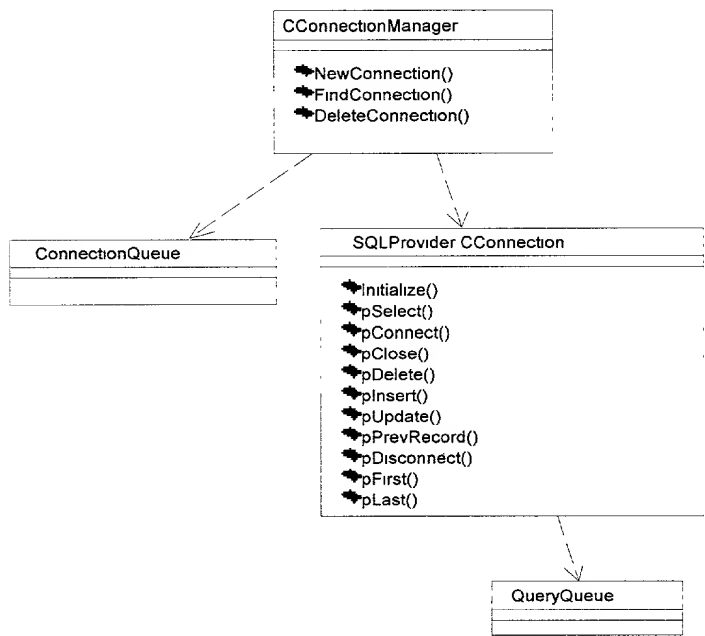 CConnectionManager
NewConnection()
FindConnection()
DeleteConnection()
ConnectionQueue
SQLProvider CConnection
Initialize()
pSelect()
pConnect()
pClose()
pDelete()
pInsert()
pUpdate()
pPrevRecord()
pDisconnect()
pFirst()
pLast()
QueryQueue